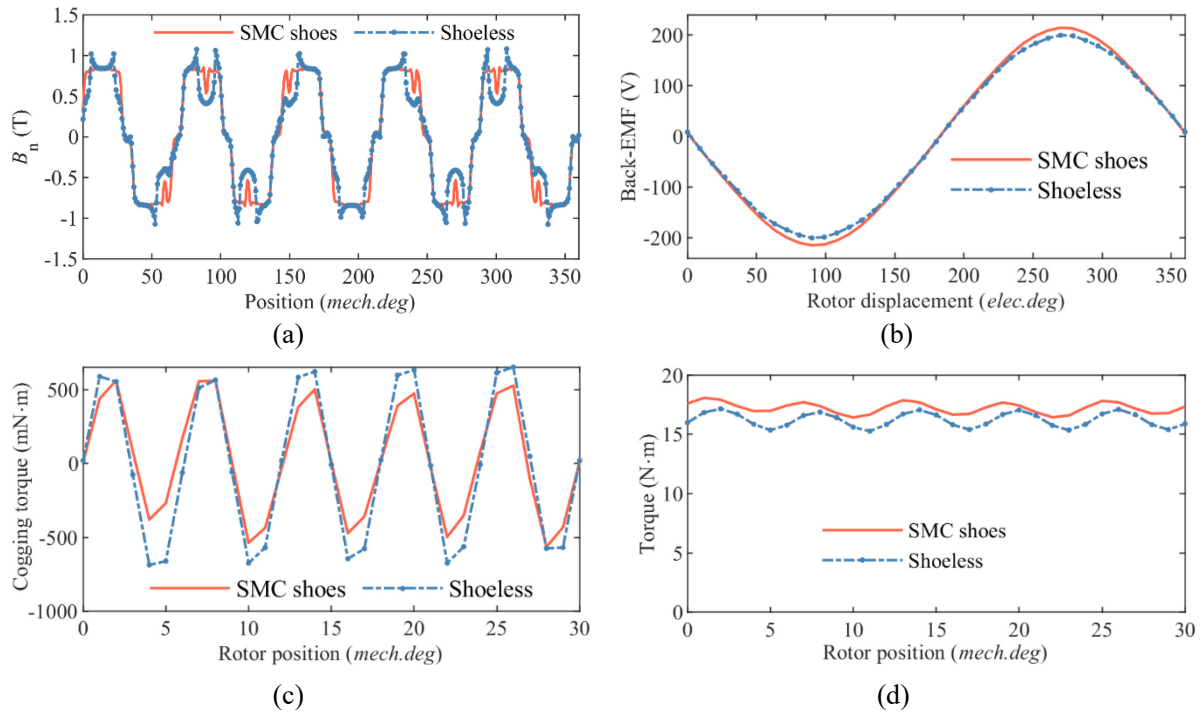 1.5
1
0.5
0
-0.5
-1
-1.5
B_n (T)
SMC shoes
Shoeless
0 50 100 150 200 250 300 350
Position (mech.deg)
(a)
200
100
0
-100
-200
Back-EMF (V)
SMC shoes
Shoeless
0 50 100 150 200 250 300 350
Rotor displacement (elec.deg)
(b)
500
0
-500
-1000
Cogging torque (mN·m)
SMC shoes
Shoeless
0 5 10 15 20 25 30
Rotor position (mech.deg)
(c)
20
15
10
5
0
Torque (N·m)
SMC shoes
Shoeless
0 5 10 15 20 25 30
Rotor position (mech.deg)
(d)